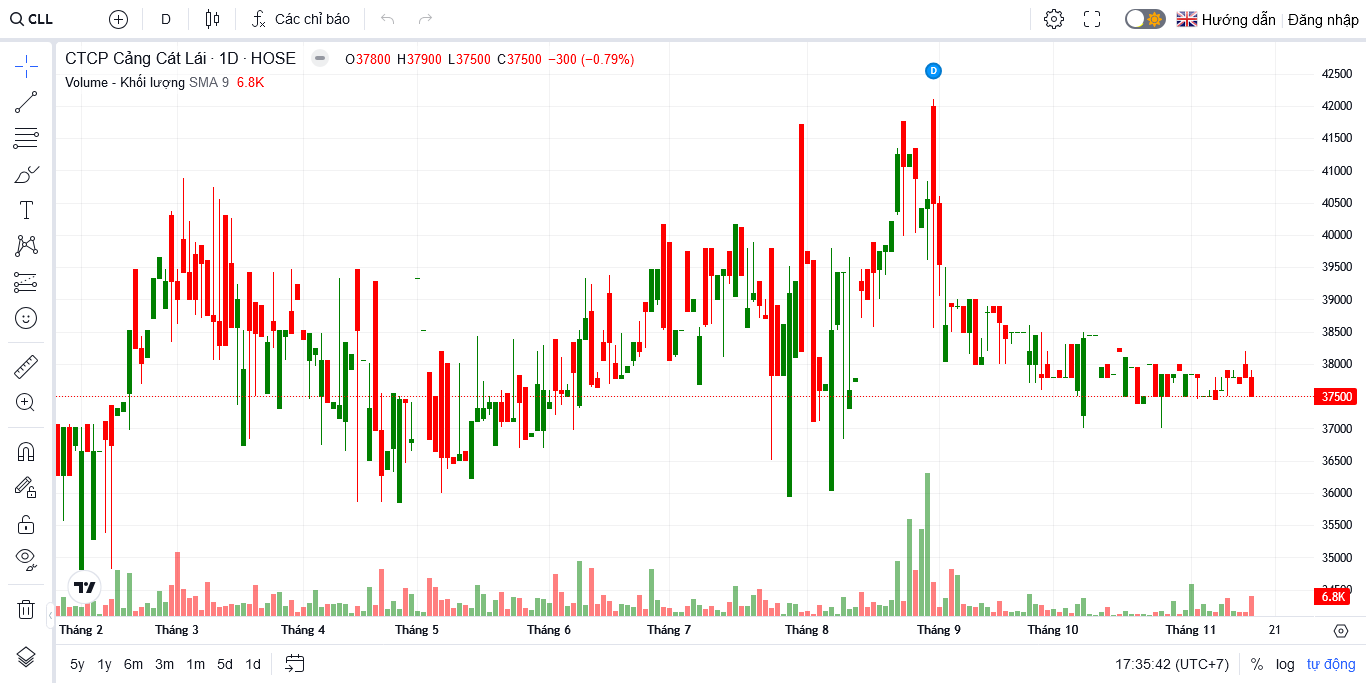 CLL D Các chỉ báo Hướng dẫn Đăng nhập
CTCP Cảng Cát Lái · 1D · HOSE O37800 H37900 L37500 C37500 −300 (−0.79%)
Volume - Khối lượng SMA 9 6.8K
D
42500
42000
41500
41000
40500
40000
39500
39000
38500
38000
37500
37000
36500
36000
35500
35000
34500
6.8K
Tháng 2 Tháng 3 Tháng 4 Tháng 5 Tháng 6 Tháng 7 Tháng 8 Tháng 9 Tháng 10 Tháng 11 21
5y 1y 6m 3m 1m 5d 1d 17:35:42 (UTC+7) % log tự động